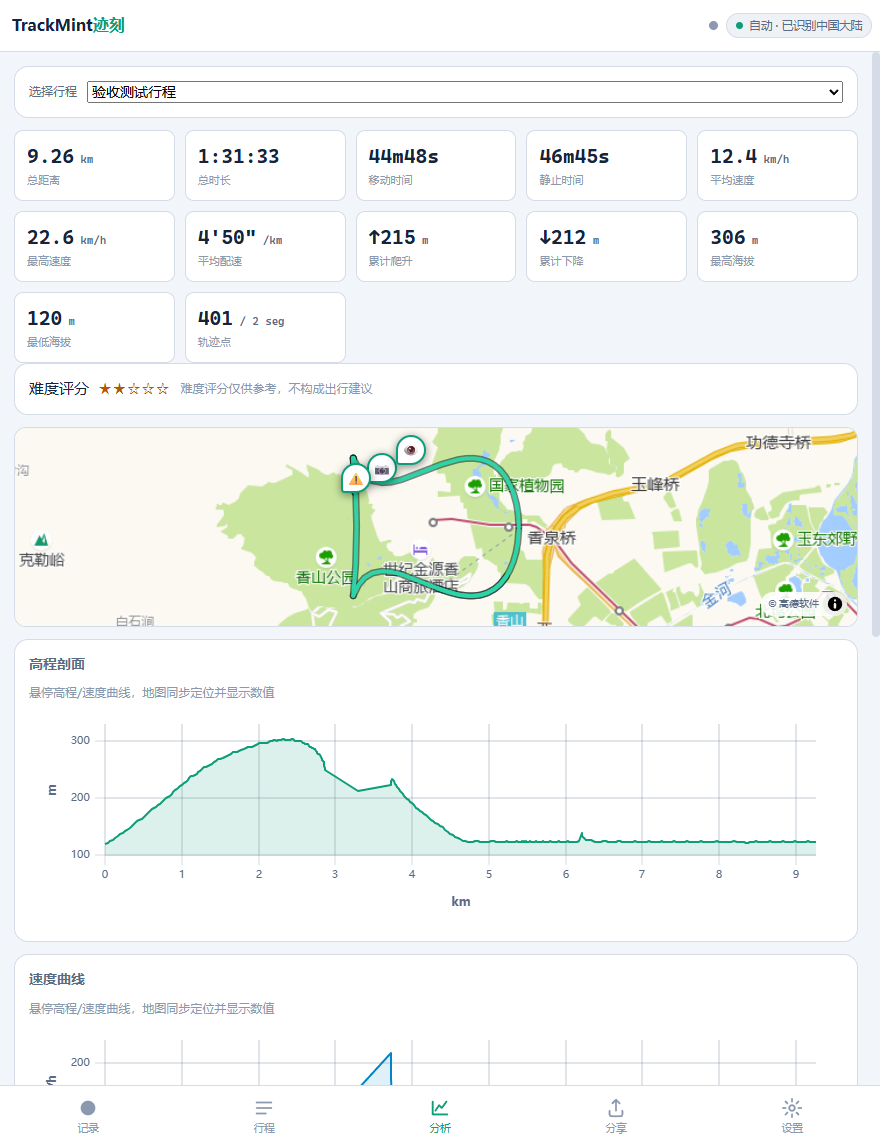 TrackMint迹刻
自动 · 已识别中国大陆
选择行程 验收测试行程
9.26 km
总距离
1:31:33
总时长
44m48s
移动时间
46m45s
静止时间
12.4 km/h
平均速度
22.6 km/h
最高速度
4'50" /km
平均配速
↑215 m
累计爬升
↓212 m
累计下降
306 m
最高海拔
120 m
最低海拔
401 / 2 seg
轨迹点
难度评分 ★★☆☆☆ 难度评分仅供参考，不构成出行建议
功德寺桥
沟
国家植物园
玉峰桥
香泉桥
玉东郊野
克勒峪
世纪金源香
山商旅酒店
香山公园
金河
© 高德软件
白石涧
香山
高程剖面
悬停高程/速度曲线，地图同步定位并显示数值
300
200
100
m
0 1 2 3 4 5 6 7 8 9
km
速度曲线
悬停高程/速度曲线，地图同步定位并显示数值
200
记录
行程
分析
分享
设置